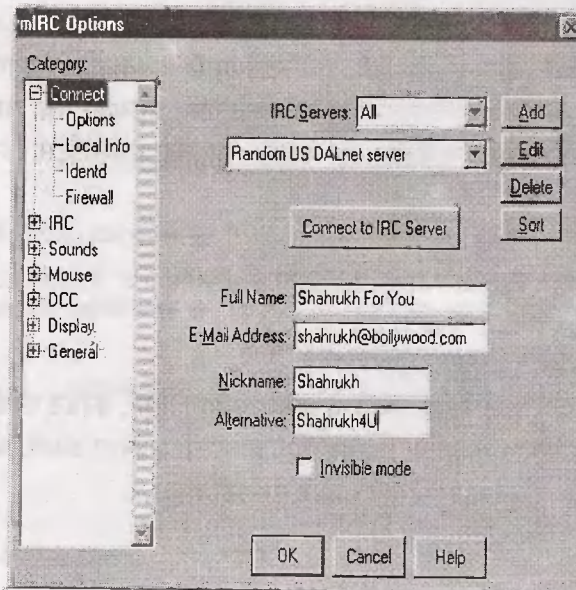 mIRC Options
Category:
Connect
Options
Local Info
Identd
Firewall
IRC
Sounds
Mouse
DCC
Display
General
IRC Servers: All
Random US DALnet server
Add
Edit
Delete
Sort
Connect to IRC Server
Full Name: Shahrukh For You
E-Mail Address: shahrukh@bollywood.com
Nickname: Shahrukh
Alternative: Shahrukh4U
Invisible mode
OK Cancel Help